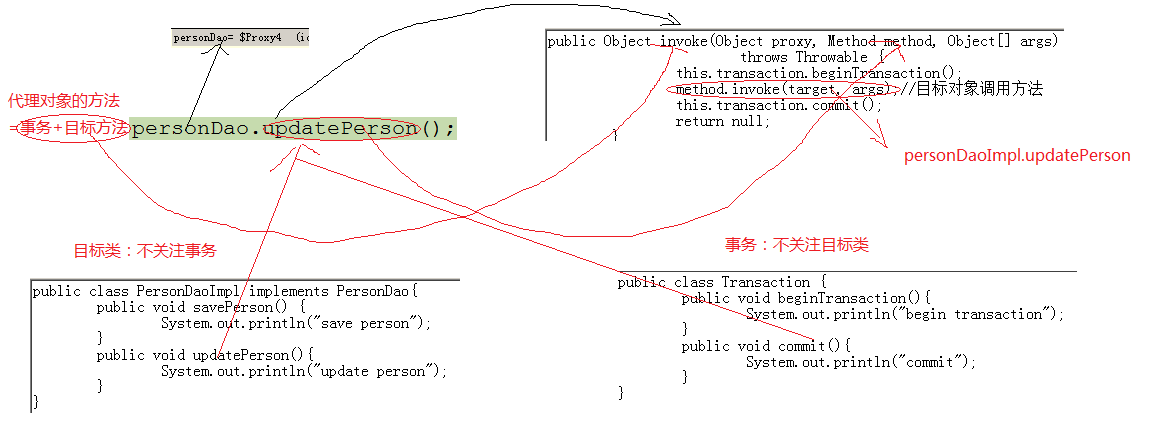 personDao= $Proxy4 (ic
代理对象的方法
=事务+目标方法
personDao.updatePerson();
public Object invoke(Object proxy, Method method, Object[] args)
throws Throwable {
this.transaction.beginTransaction();
method.invoke(target, args);//目标对象调用方法
this.transaction.commit();
return null;
}
personDaoImpl.updatePerson
目标类：不关注事务
public class PersonDaoImpl implements PersonDao{
public void savePerson() {
System.out.println("save person");
}
public void updatePerson(){
System.out.println("update person");
}
}
事务：不关注目标类
public class Transaction {
public void beginTransaction(){
System.out.println("begin transaction");
}
public void commit(){
System.out.println("commit");
}
}